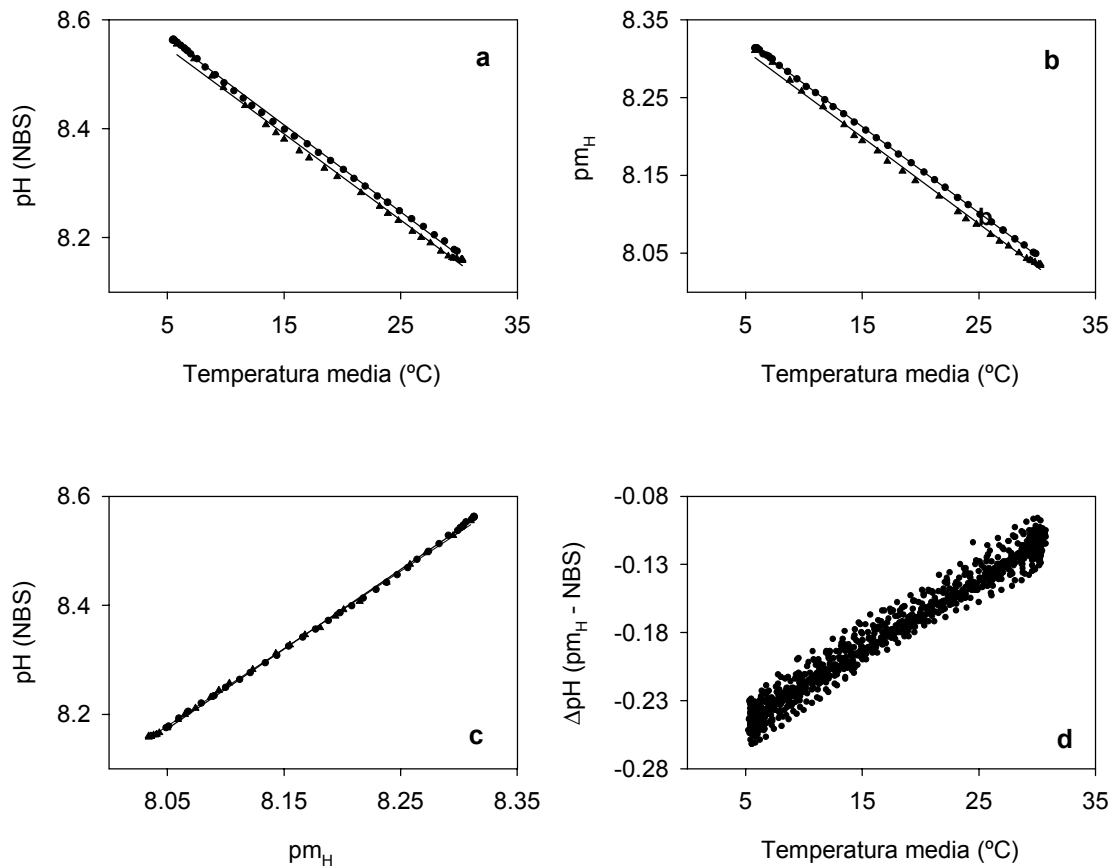 8.6
8.4
8.2
pH (NBS)
a
5
15
25
35
Temperatura media (ºC)
8.35
8.25
8.15
8.05
pmH
b
b
5
15
25
35
Temperatura media (ºC)
8.6
8.4
8.2
pH (NBS)
c
8.05
8.15
8.25
8.35
pmH
-0.08
-0.13
-0.18
-0.23
-0.28
ΔpH (pmH - NBS)
d
5
15
25
35
Temperatura media (ºC)